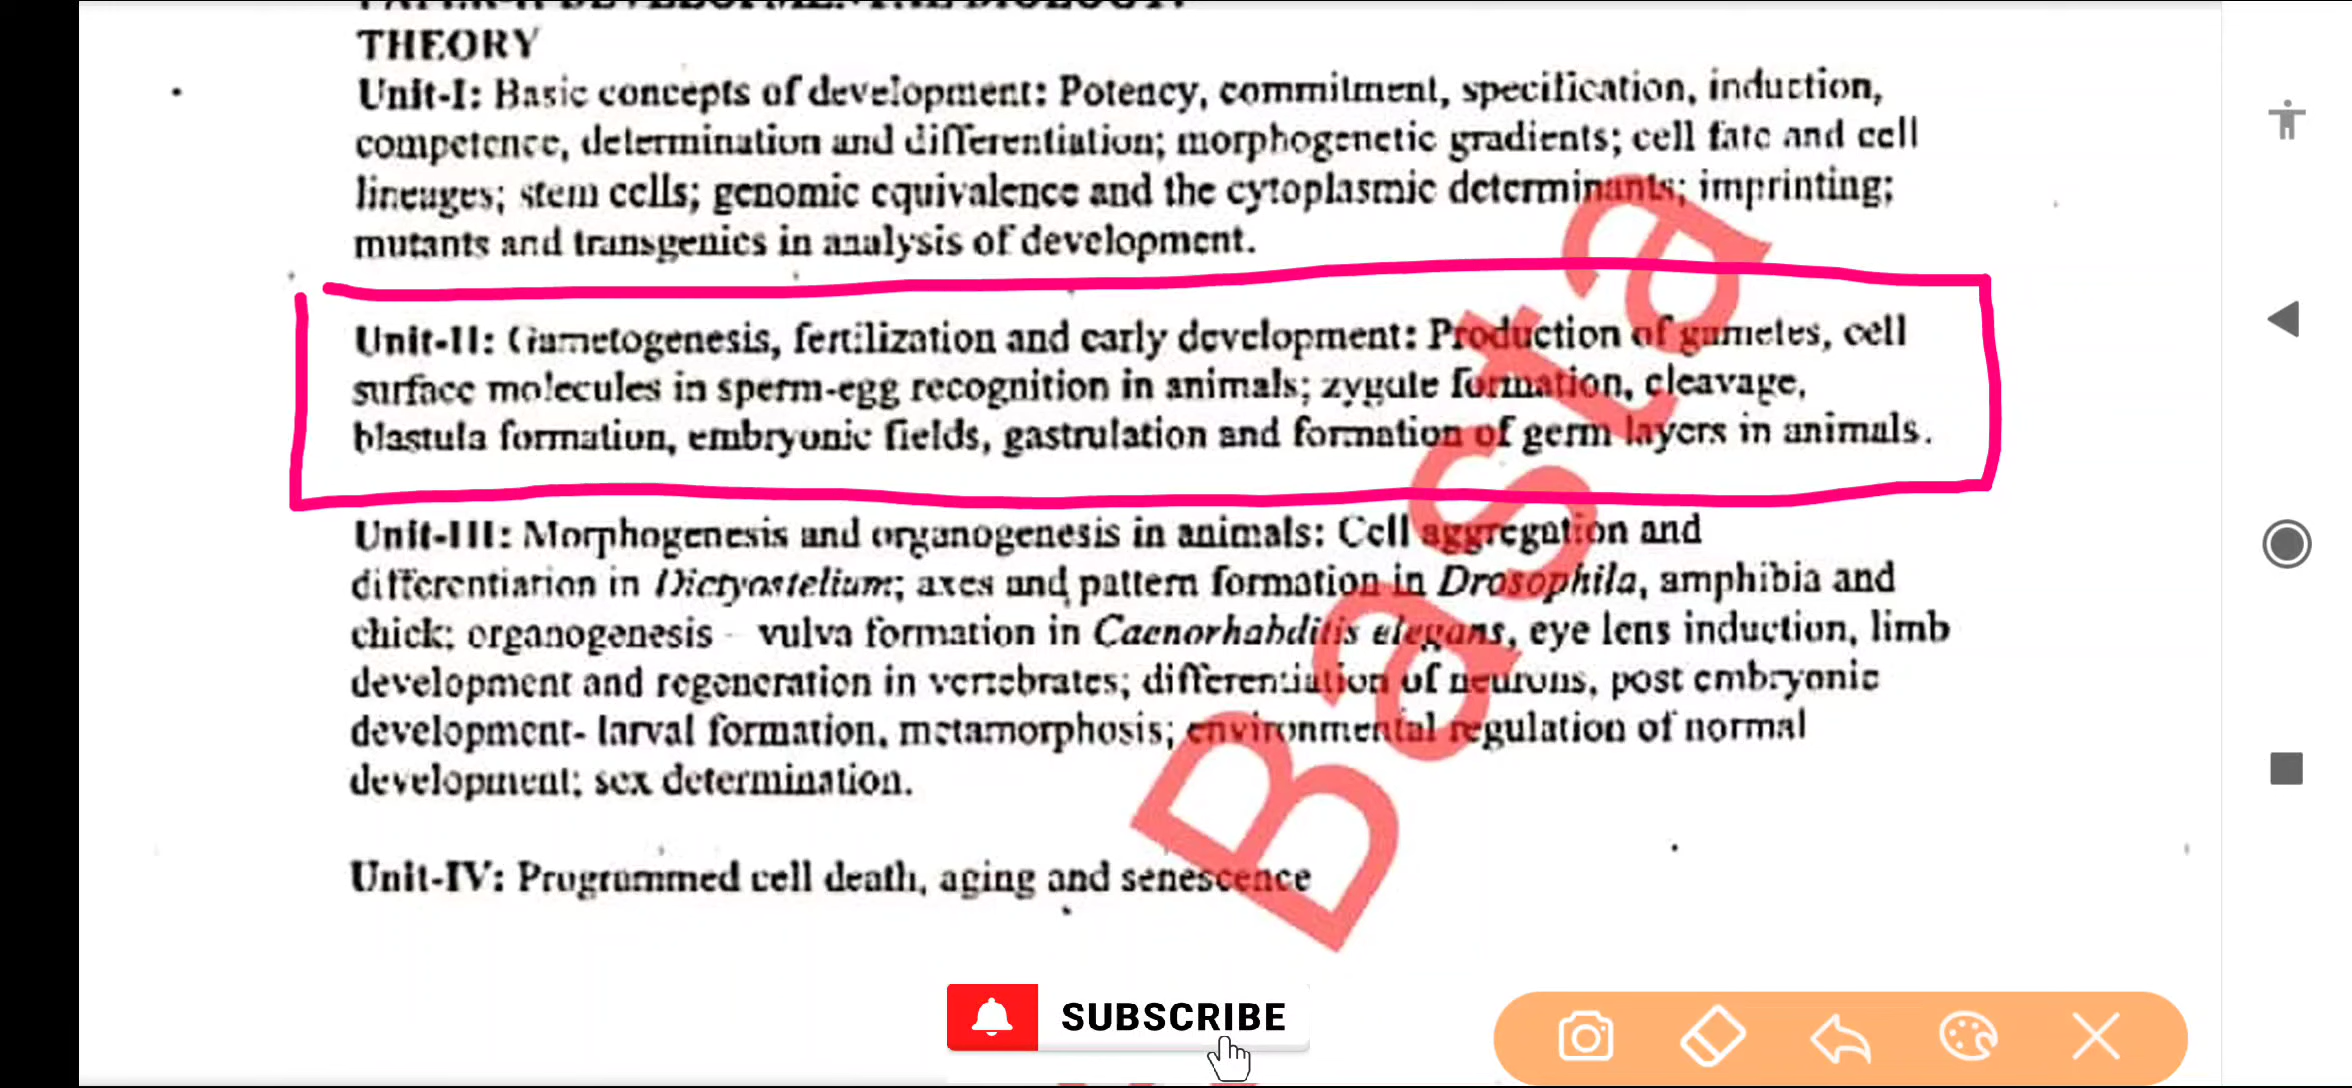 PAPER-II: DEVELOPMENTAL BIOLOGY:
THEORY
Unit-I: Basic concepts of development: Potency, commitment, specification, induction,
competence, determination and differentiation; morphogenetic gradients; cell fate and cell
lineages; stem cells; genomic equivalence and the cytoplasmic determinants; imprinting;
mutants and transgenics in analysis of development.
Unit-II: Gametogenesis, fertilization and early development: Production of gametes, cell
surface molecules in sperm-egg recognition in animals; zygote formation, cleavage,
blastula formation, embryonic fields, gastrulation and formation of germ layers in animals.
Unit-III: Morphogenesis and organogenesis in animals: Cell aggregation and
differentiation in Dictyostelium; axes and pattern formation in Drosophila, amphibia and
chick; organogenesis - vulva formation in Caenorhabditis elegans, eye lens induction, limb
development and regeneration in vertebrates; differentiation of neurons, post embryonic
development- larval formation, metamorphosis; environmental regulation of normal
development; sex determination.
Unit-IV: Programmed cell death, aging and senescence
Basta
SUBSCRIBE